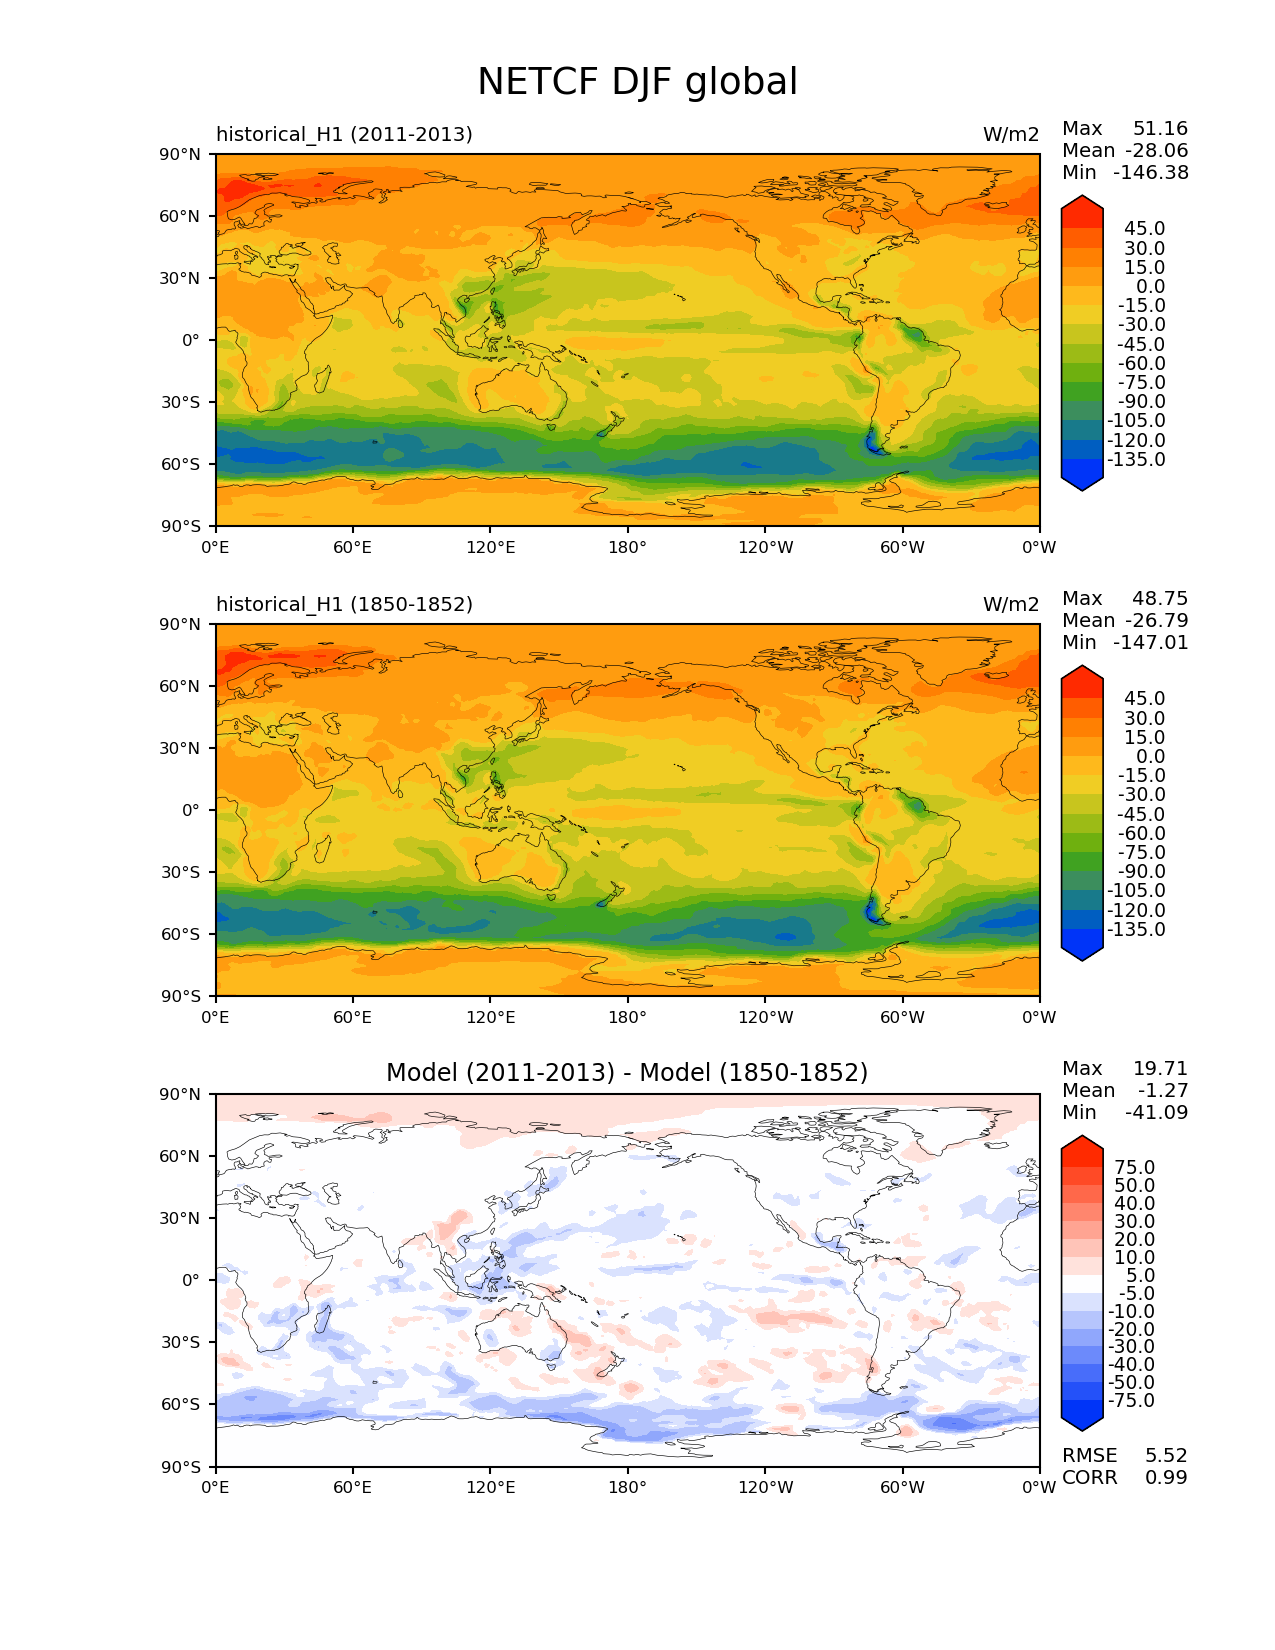 NETCF DJF global
historical_H1 (2011-2013) W/m2
Max 51.16
Mean -28.06
Min -146.38
90°N
60°N
30°N
0°
30°S
60°S
90°S
0°E 60°E 120°E 180° 120°W 60°W 0°W
45.0
30.0
15.0
0.0
-15.0
-30.0
-45.0
-60.0
-75.0
-90.0
-105.0
-120.0
-135.0
historical_H1 (1850-1852) W/m2
Max 48.75
Mean -26.79
Min -147.01
90°N
60°N
30°N
0°
30°S
60°S
90°S
0°E 60°E 120°E 180° 120°W 60°W 0°W
45.0
30.0
15.0
0.0
-15.0
-30.0
-45.0
-60.0
-75.0
-90.0
-105.0
-120.0
-135.0
Model (2011-2013) - Model (1850-1852)
Max 19.71
Mean -1.27
Min -41.09
90°N
60°N
30°N
0°
30°S
60°S
90°S
0°E 60°E 120°E 180° 120°W 60°W 0°W
75.0
50.0
40.0
30.0
20.0
10.0
5.0
-5.0
-10.0
-20.0
-30.0
-40.0
-50.0
-75.0
RMSE 5.52
CORR 0.99